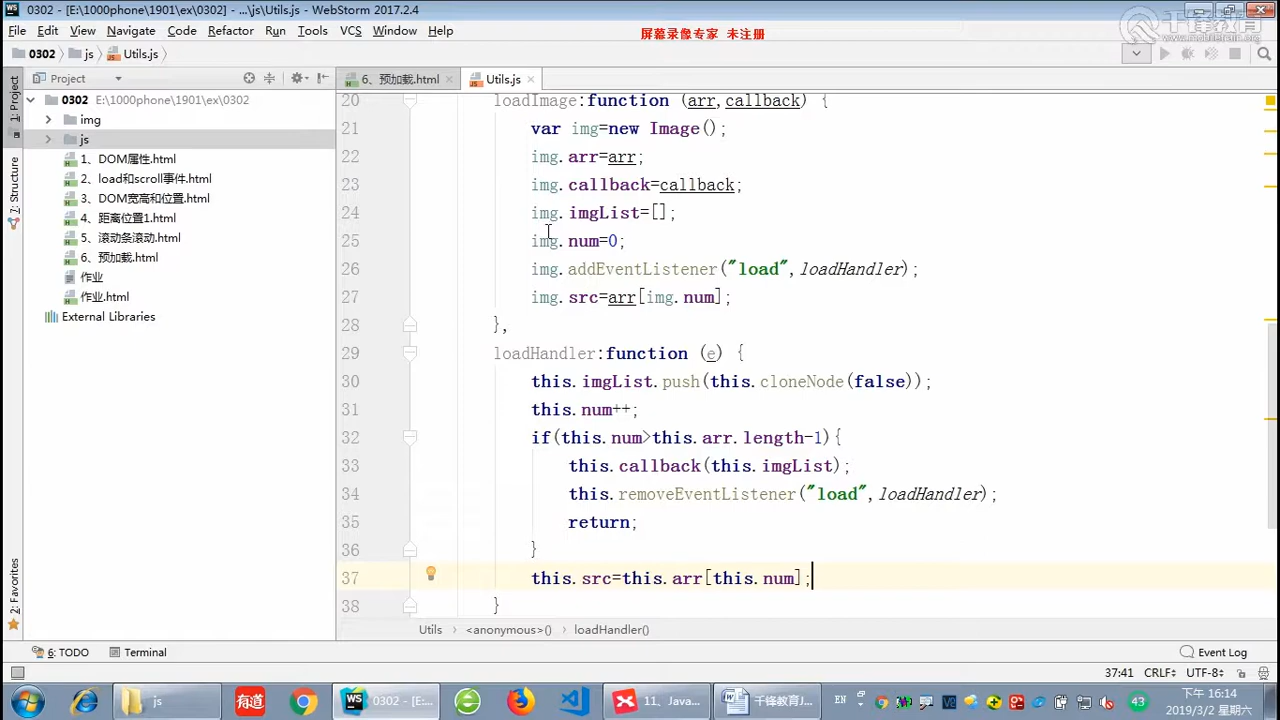 0302 - [E:\1000phone\1901\ex\0302] - ...\js\Utils.js - WebStorm 2017.2.4
File Edit View Navigate Code Refactor Run Tools VCS Window Help
屏幕录像专家 未注册
千锋教育
www.mobiletrain.org
0302 js Utils.js
1: Project
7: Structure
2: Favorites
Project
6、预加载.html
Utils.js
0302 E:\1000phone\1901\ex\0302
img
js
1、DOM属性.html
2、load和scroll事件.html
3、DOM宽高和位置.html
4、距离位置1.html
5、滚动条滚动.html
6、预加载.html
作业
作业.html
External Libraries
20 loadImage:function (arr,callback) {
21 var img=new Image();
22 img.arr=arr;
23 img.callback=callback;
24 img.imgList=[];
25 img.num=0;
26 img.addEventListener("load",loadHandler);
27 img.src=arr[img.num];
28 },
29 loadHandler:function (e) {
30 this.imgList.push(this.cloneNode(false));
31 this.num++;
32 if(this.num>this.arr.length-1){
33 this.callback(this.imgList);
34 this.removeEventListener("load",loadHandler);
35 return;
36 }
37 this.src=this.arr[this.num];
38 }
Utils <anonymous>() loadHandler()
6: TODO Terminal Event Log
37:41 CRLF÷ UTF-8÷
js
有道
WS 0302 - [E:\...
11、Java...
千锋教育J...
EN
43
下午 16:14
2019/3/2 星期六